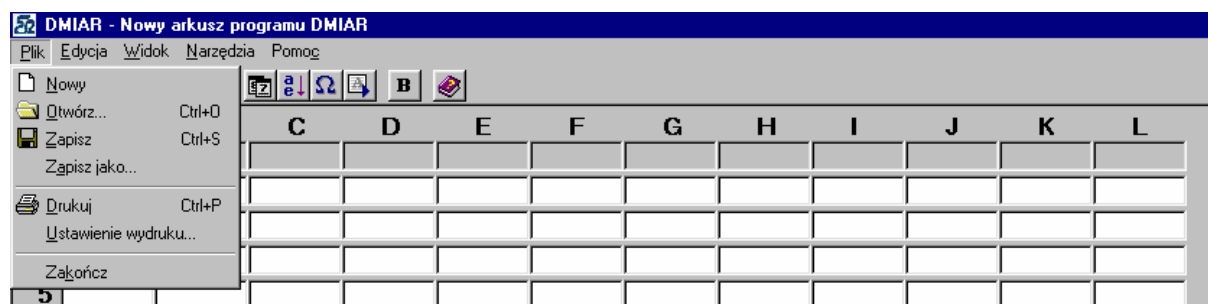 DMIAR - Nowy arkusz programu DMIAR
Plik Edycja Widok Narzędzia Pomoc
Nowy
Otwórz... Ctrl+O
Zapisz Ctrl+S
Zapisz jako...
Drukuj Ctrl+P
Ustawienie wydruku...
Zakończ
B
C D E F G H I J K L
5